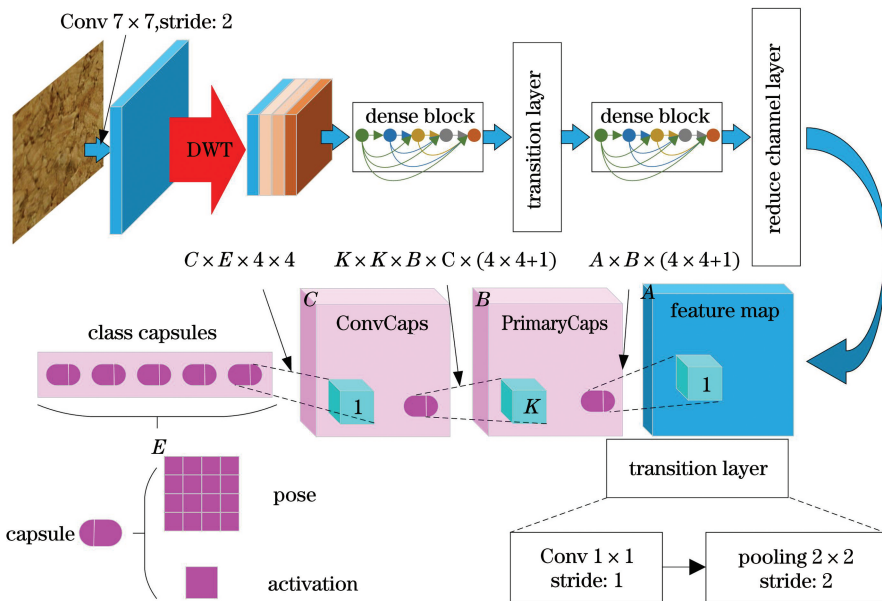 Conv 7 × 7,stride: 2
DWT
dense block
transition layer
dense block
reduce channel layer
C × E × 4 × 4
K × K × B × C × (4 × 4+1)
A × B × (4 × 4+1)
class capsules
C
ConvCaps
1
B
PrimaryCaps
K
A
feature map
1
E
capsule
pose
activation
transition layer
Conv 1 × 1
stride: 1
pooling 2 × 2
stride: 2